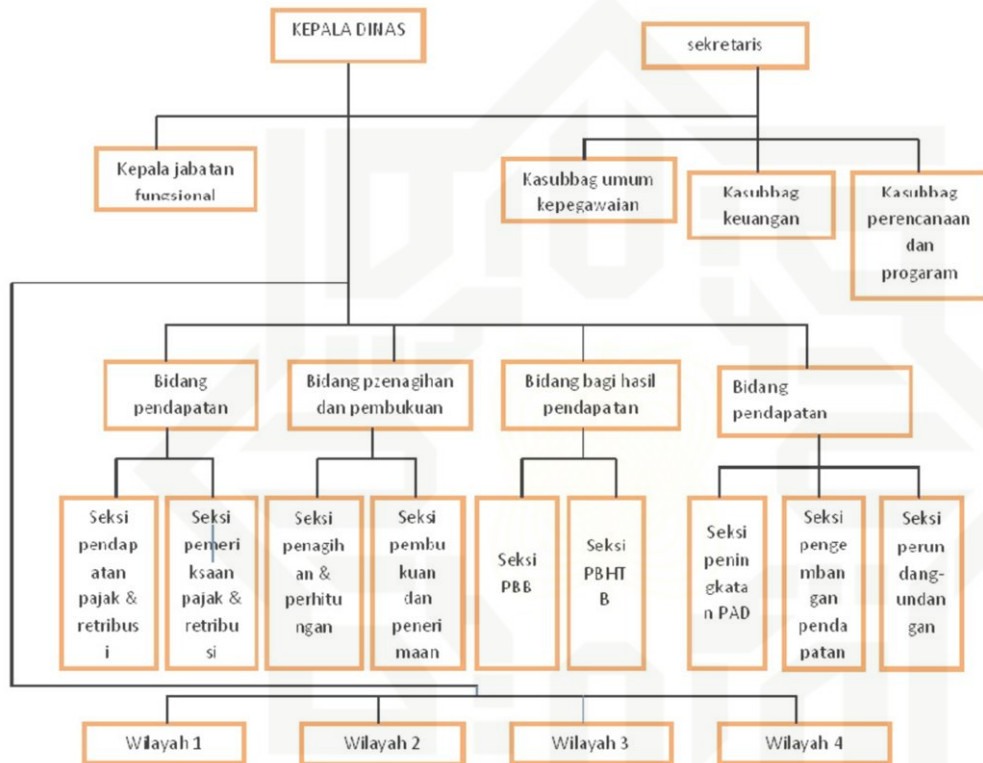 KEPALA DINAS
sekretaris
Kepala jabatan
fungsional
Kasubbag umum
kepegawaian
Kasubbag
keuangan
Kasubbag
perencanaan
dan
progaram
Bidang
pendapatan
Bidang pzenagihan
dan pembukuan
Bidang bagi hasil
pendapatan
Bidang
pendapatan
Seksi
pendap
atan
pajak &
retribus
i
Seksi
pemeri
ksaan
pajak &
retribu
si
Seksi
penagih
an &
perhitu
ngan
Seksi
pembu
kuan
dan
peneri
maan
Seksi
PBB
Seksi
PBHT
B
Seksi
penin
gkata
n PAD
Seksi
penge
mban
gan
penda
patan
Seksi
perun
dang-
undan
gan
Wilayah 1
Wilayah 2
Wilayah 3
Wilayah 4